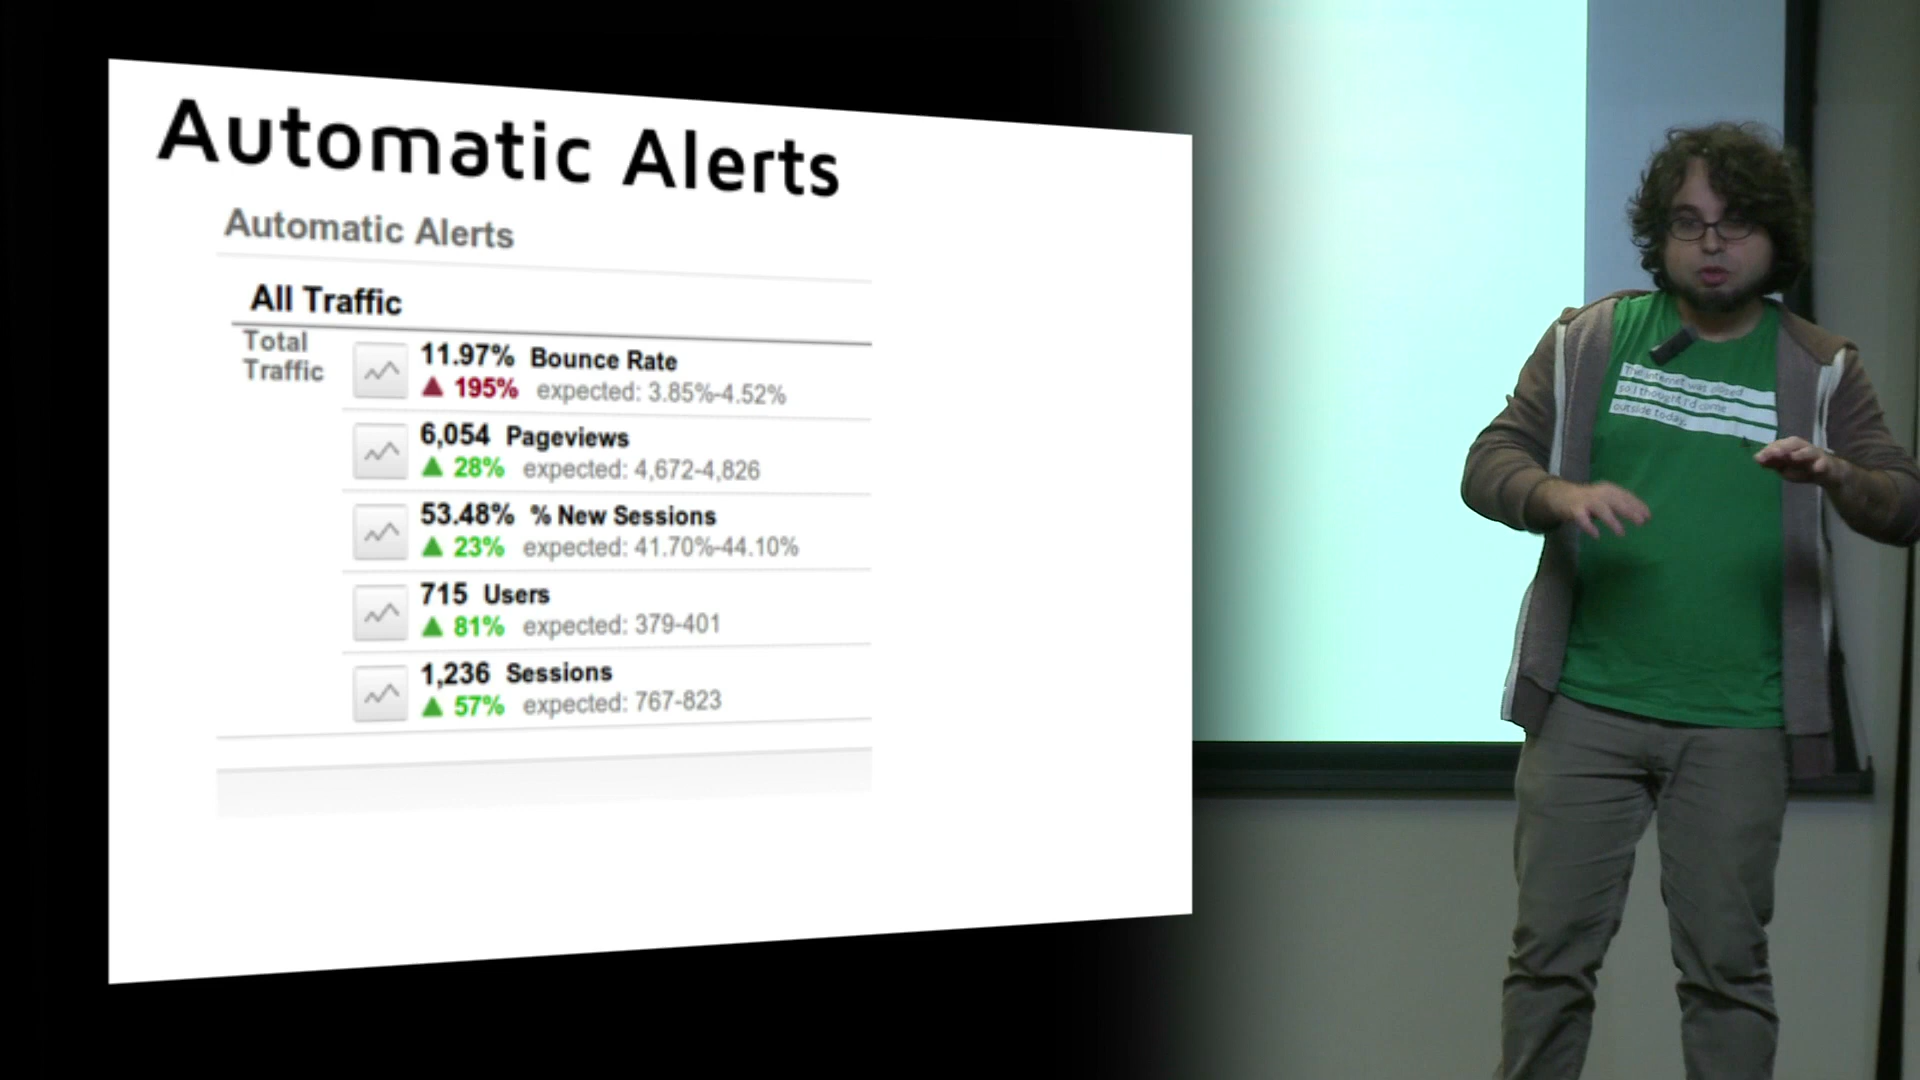 Automatic Alerts
Automatic Alerts
All Traffic
Total
Traffic
11.97% Bounce Rate
195% expected: 3.85%-4.52%
6,054 Pageviews
28% expected: 4,672-4,826
53.48% % New Sessions
23% expected: 41.70%-44.10%
715 Users
81% expected: 379-401
1,236 Sessions
57% expected: 767-823
The internet was closed
so I thought I'd come
outside today.